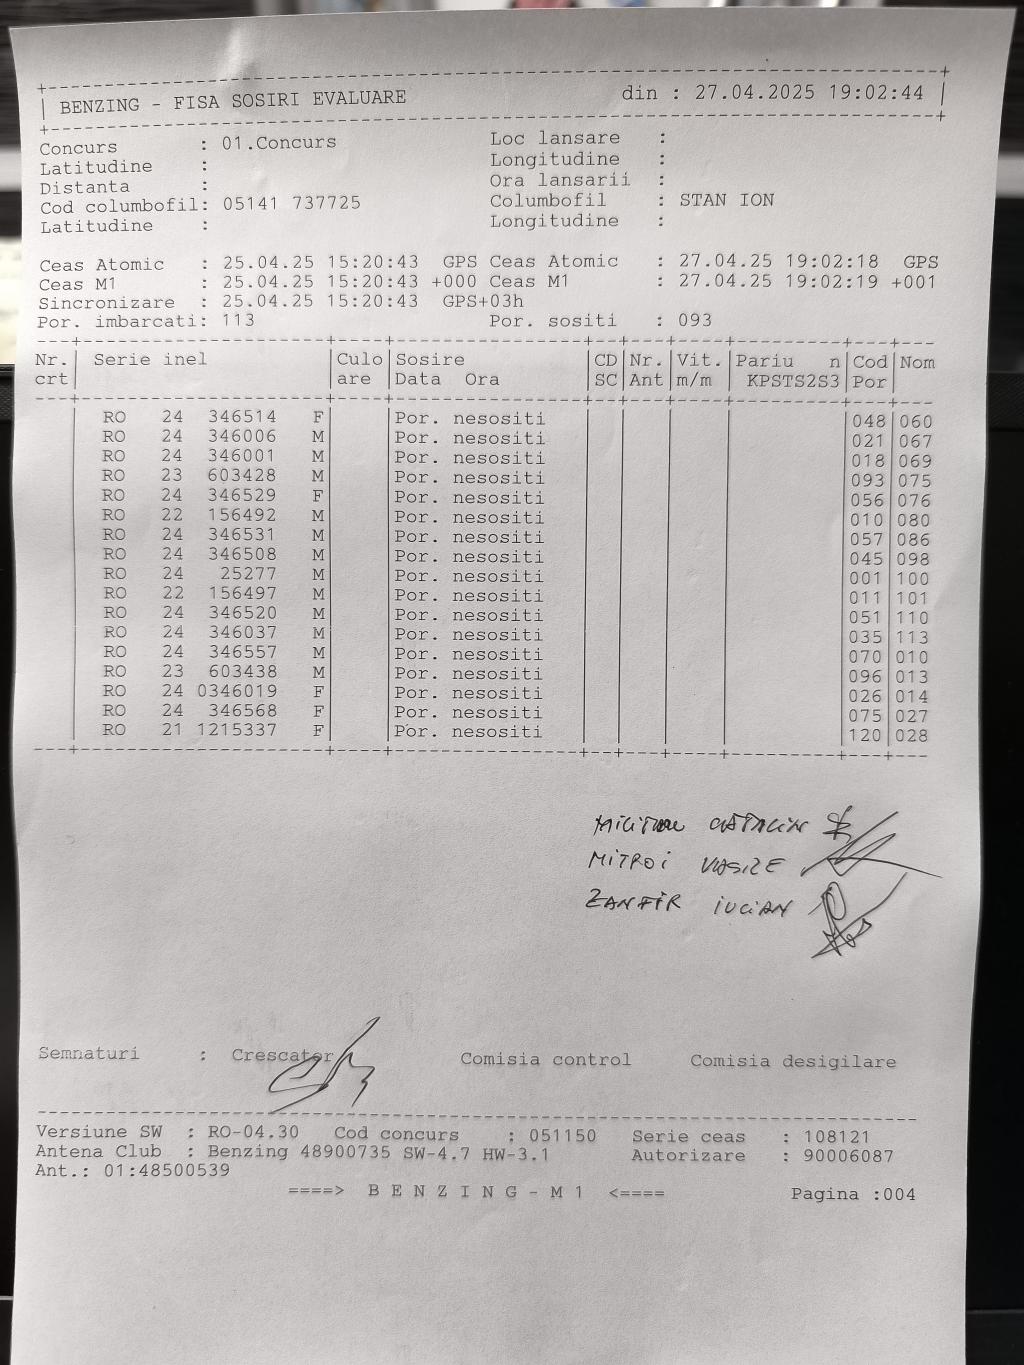 BENZING - FISA SOSIRI EVALUARE din : 27.04.2025 19:02:44
Concurs : 01.Concurs Loc lansare :
Latitudine : Longitudine :
Distanta : Ora lansarii :
Cod columbofil: 05141 737725 Columbofil : STAN ION
Latitudine : Longitudine :
Ceas Atomic : 25.04.25 15:20:43 GPS Ceas Atomic : 27.04.25 19:02:18 GPS
Ceas M1 : 25.04.25 15:20:43 +000 Ceas M1 : 27.04.25 19:02:19 +001
Sincronizare : 25.04.25 15:20:43 GPS+03h
Por. imbarcati: 113 Por. sositi : 093
Nr. Serie inel Culo Sosire CD Nr. Vit. Pariu n Cod Nom
crt are Data Ora SC Ant m/m KPSTS2S3 Por
RO 24 346514 F Por. nesositi 048 060
RO 24 346006 M Por. nesositi 021 067
RO 24 346001 M Por. nesositi 018 069
RO 23 603428 M Por. nesositi 093 075
RO 24 346529 F Por. nesositi 056 076
RO 22 156492 M Por. nesositi 010 080
RO 24 346531 M Por. nesositi 057 086
RO 24 346508 M Por. nesositi 045 098
RO 24 25277 M Por. nesositi 001 100
RO 22 156497 M Por. nesositi 011 101
RO 24 346520 M Por. nesositi 051 110
RO 24 346037 M Por. nesositi 035 113
RO 24 346557 M Por. nesositi 070 010
RO 23 603438 M Por. nesositi 096 013
RO 24 0346019 F Por. nesositi 026 014
RO 24 346568 F Por. nesositi 075 027
RO 21 1215337 F Por. nesositi 120 028
MITROI VASILE
ZANFIR LUCIAN
Semnaturi : Crescator Comisia control Comisia desigilare
Versiune SW : RO-04.30 Cod concurs : 051150 Serie ceas : 108121
Antena Club : Benzing 48900735 SW-4.7 HW-3.1 Autorizare : 90006087
Ant.: 01:48500539
====> B E N Z I N G - M 1 <==== Pagina :004